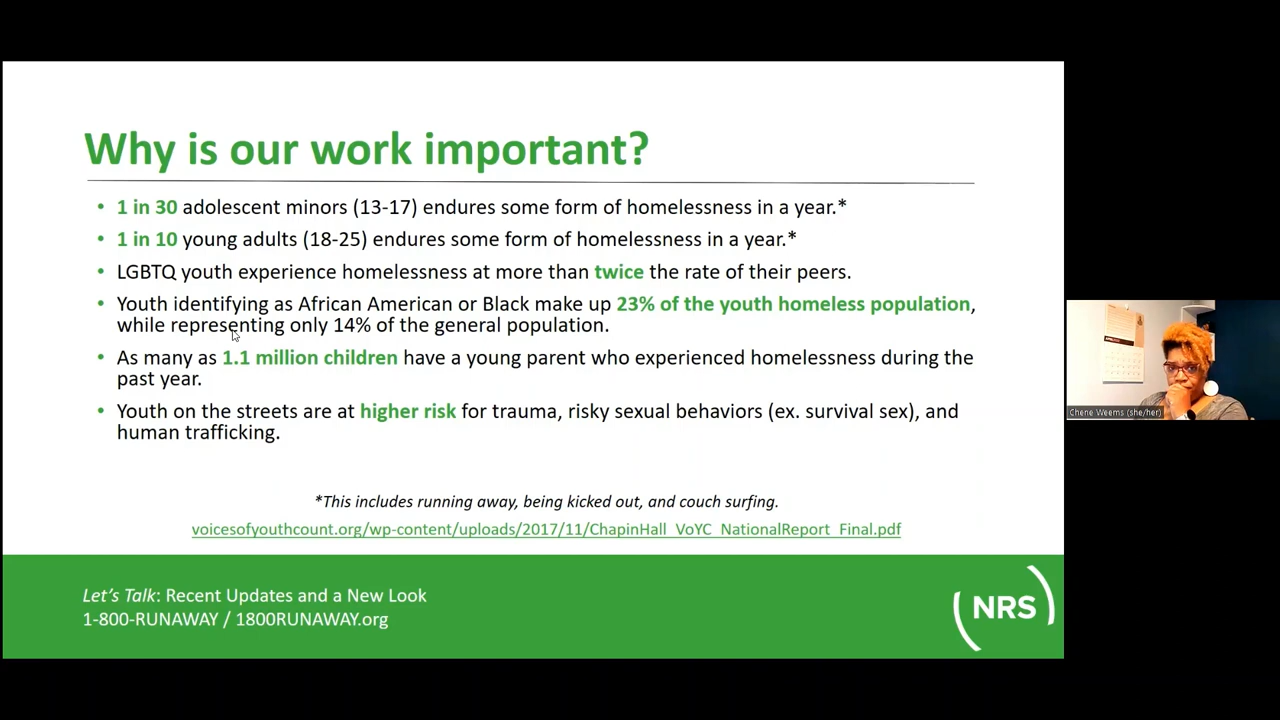 Why is our work important?
• 1 in 30 adolescent minors (13-17) endures some form of homelessness in a year.*
• 1 in 10 young adults (18-25) endures some form of homelessness in a year.*
• LGBTQ youth experience homelessness at more than twice the rate of their peers.
• Youth identifying as African American or Black make up 23% of the youth homeless population,
while representing only 14% of the general population.
• As many as 1.1 million children have a young parent who experienced homelessness during the
past year.
• Youth on the streets are at higher risk for trauma, risky sexual behaviors (ex. survival sex), and
human trafficking.
*This includes running away, being kicked out, and couch surfing.
voicesofyouthcount.org/wp-content/uploads/2017/11/ChapinHall_VoYC_NationalReport_Final.pdf
Let's Talk: Recent Updates and a New Look
1-800-RUNAWAY / 1800RUNAWAY.org
NRS
Chene Weems (she/her)